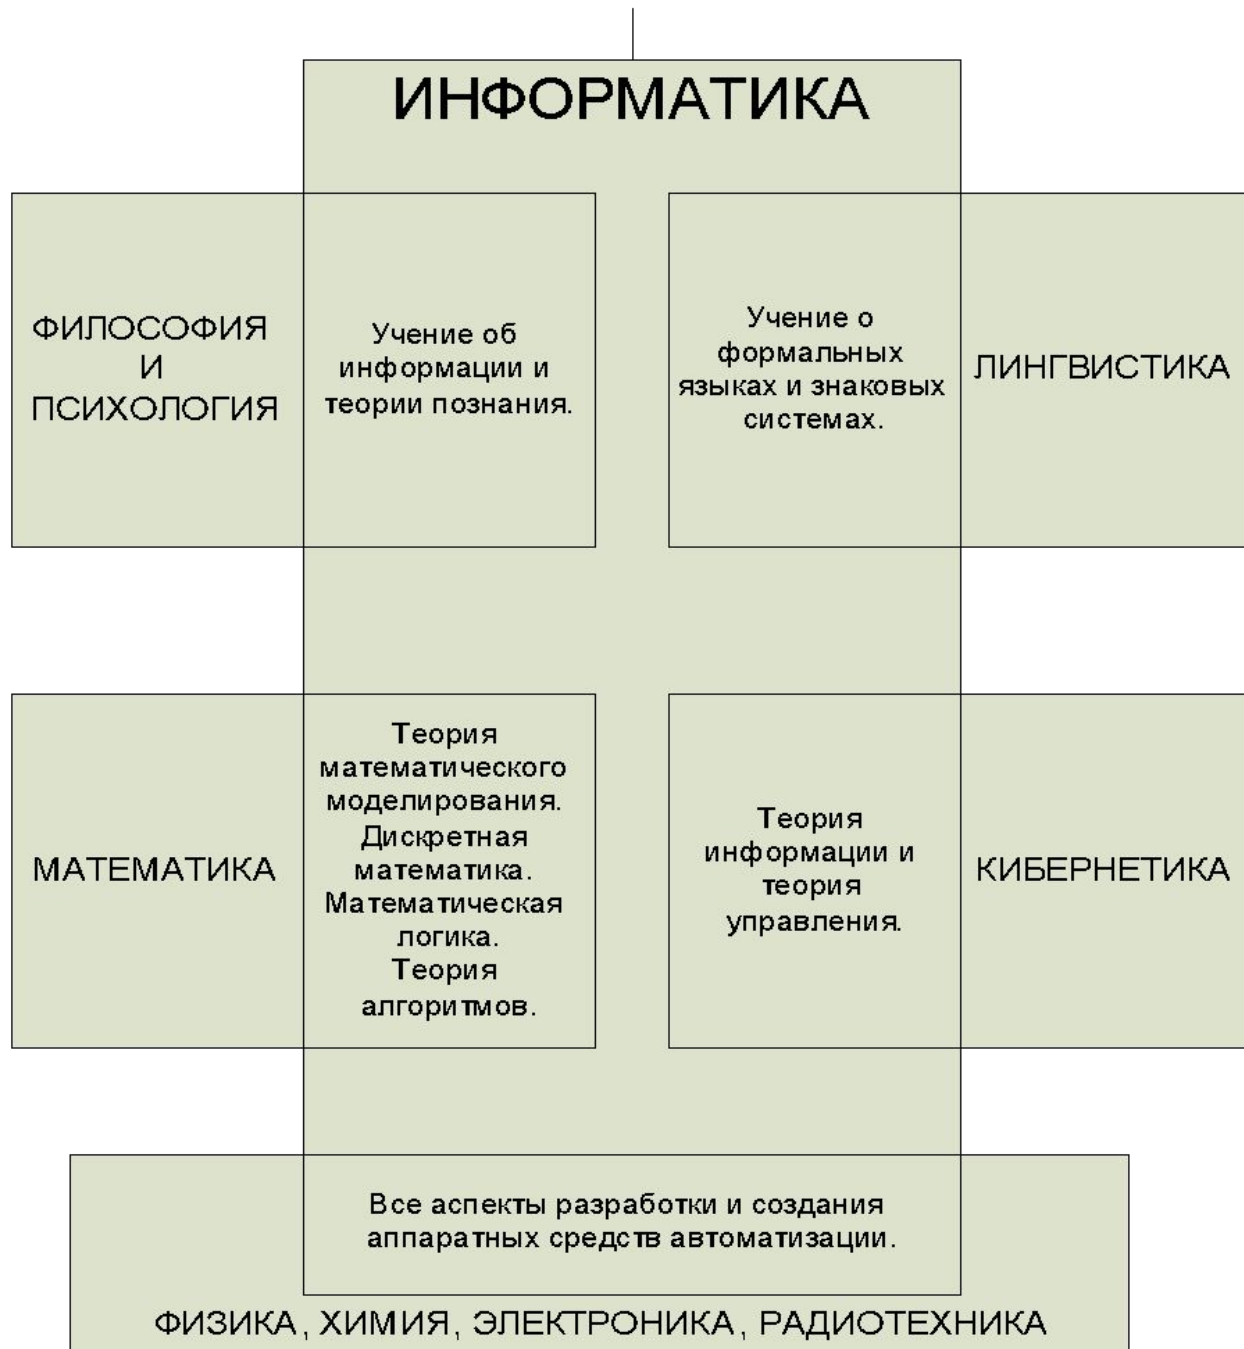 ИНФОРМАТИКА
ФИЛОСОФИЯ
И
ПСИХОЛОГИЯ
Учение об
информации и
теории познания.
Учение о
формальных
языках и знаковых
системах.
ЛИНГВИСТИКА
МАТЕМАТИКА
Теория
математического
моделирования.
Дискретная
математика.
Математическая
логика.
Теория
алгоритмов.
Теория
информации и
теория
управления.
КИБЕРНЕТИКА
Все аспекты разработки и создания
аппаратных средств автоматизации.
ФИЗИКА, ХИМИЯ, ЭЛЕКТРОНИКА, РАДИОТЕХНИКА